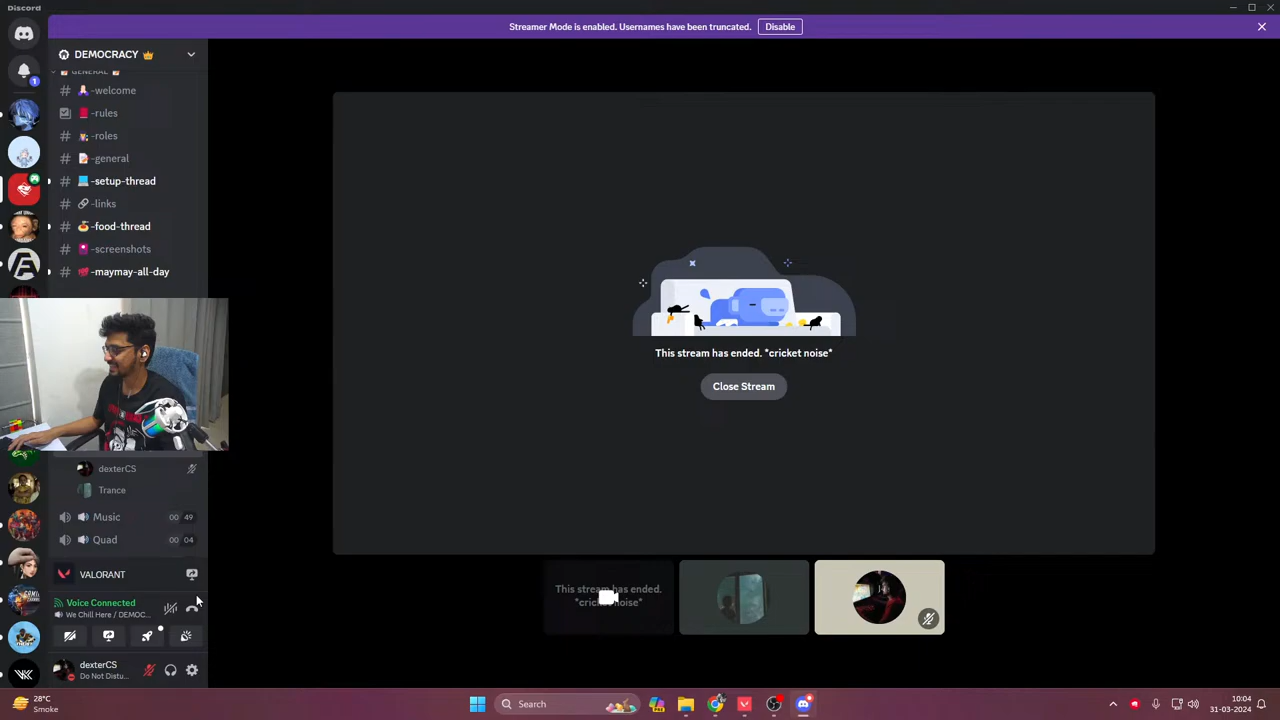 Discord
Streamer Mode is enabled. Usernames have been truncated.
Disable
DEMOCRACY
GENERAL
-welcome
-rules
-roles
-general
-setup-thread
-links
-food-thread
-screenshots
-maymay-all-day
This stream has ended. *cricket noise*
Close Stream
dexterCS
Trance
Music
00 49
Quad
00 04
VALORANT
Voice Connected
We Chill Here / DEMOC...
This stream has ended.
*cricket noise*
dexterCS
Do Not Distu...
1
28°C
Smoke
Search
10:04
31-03-2024